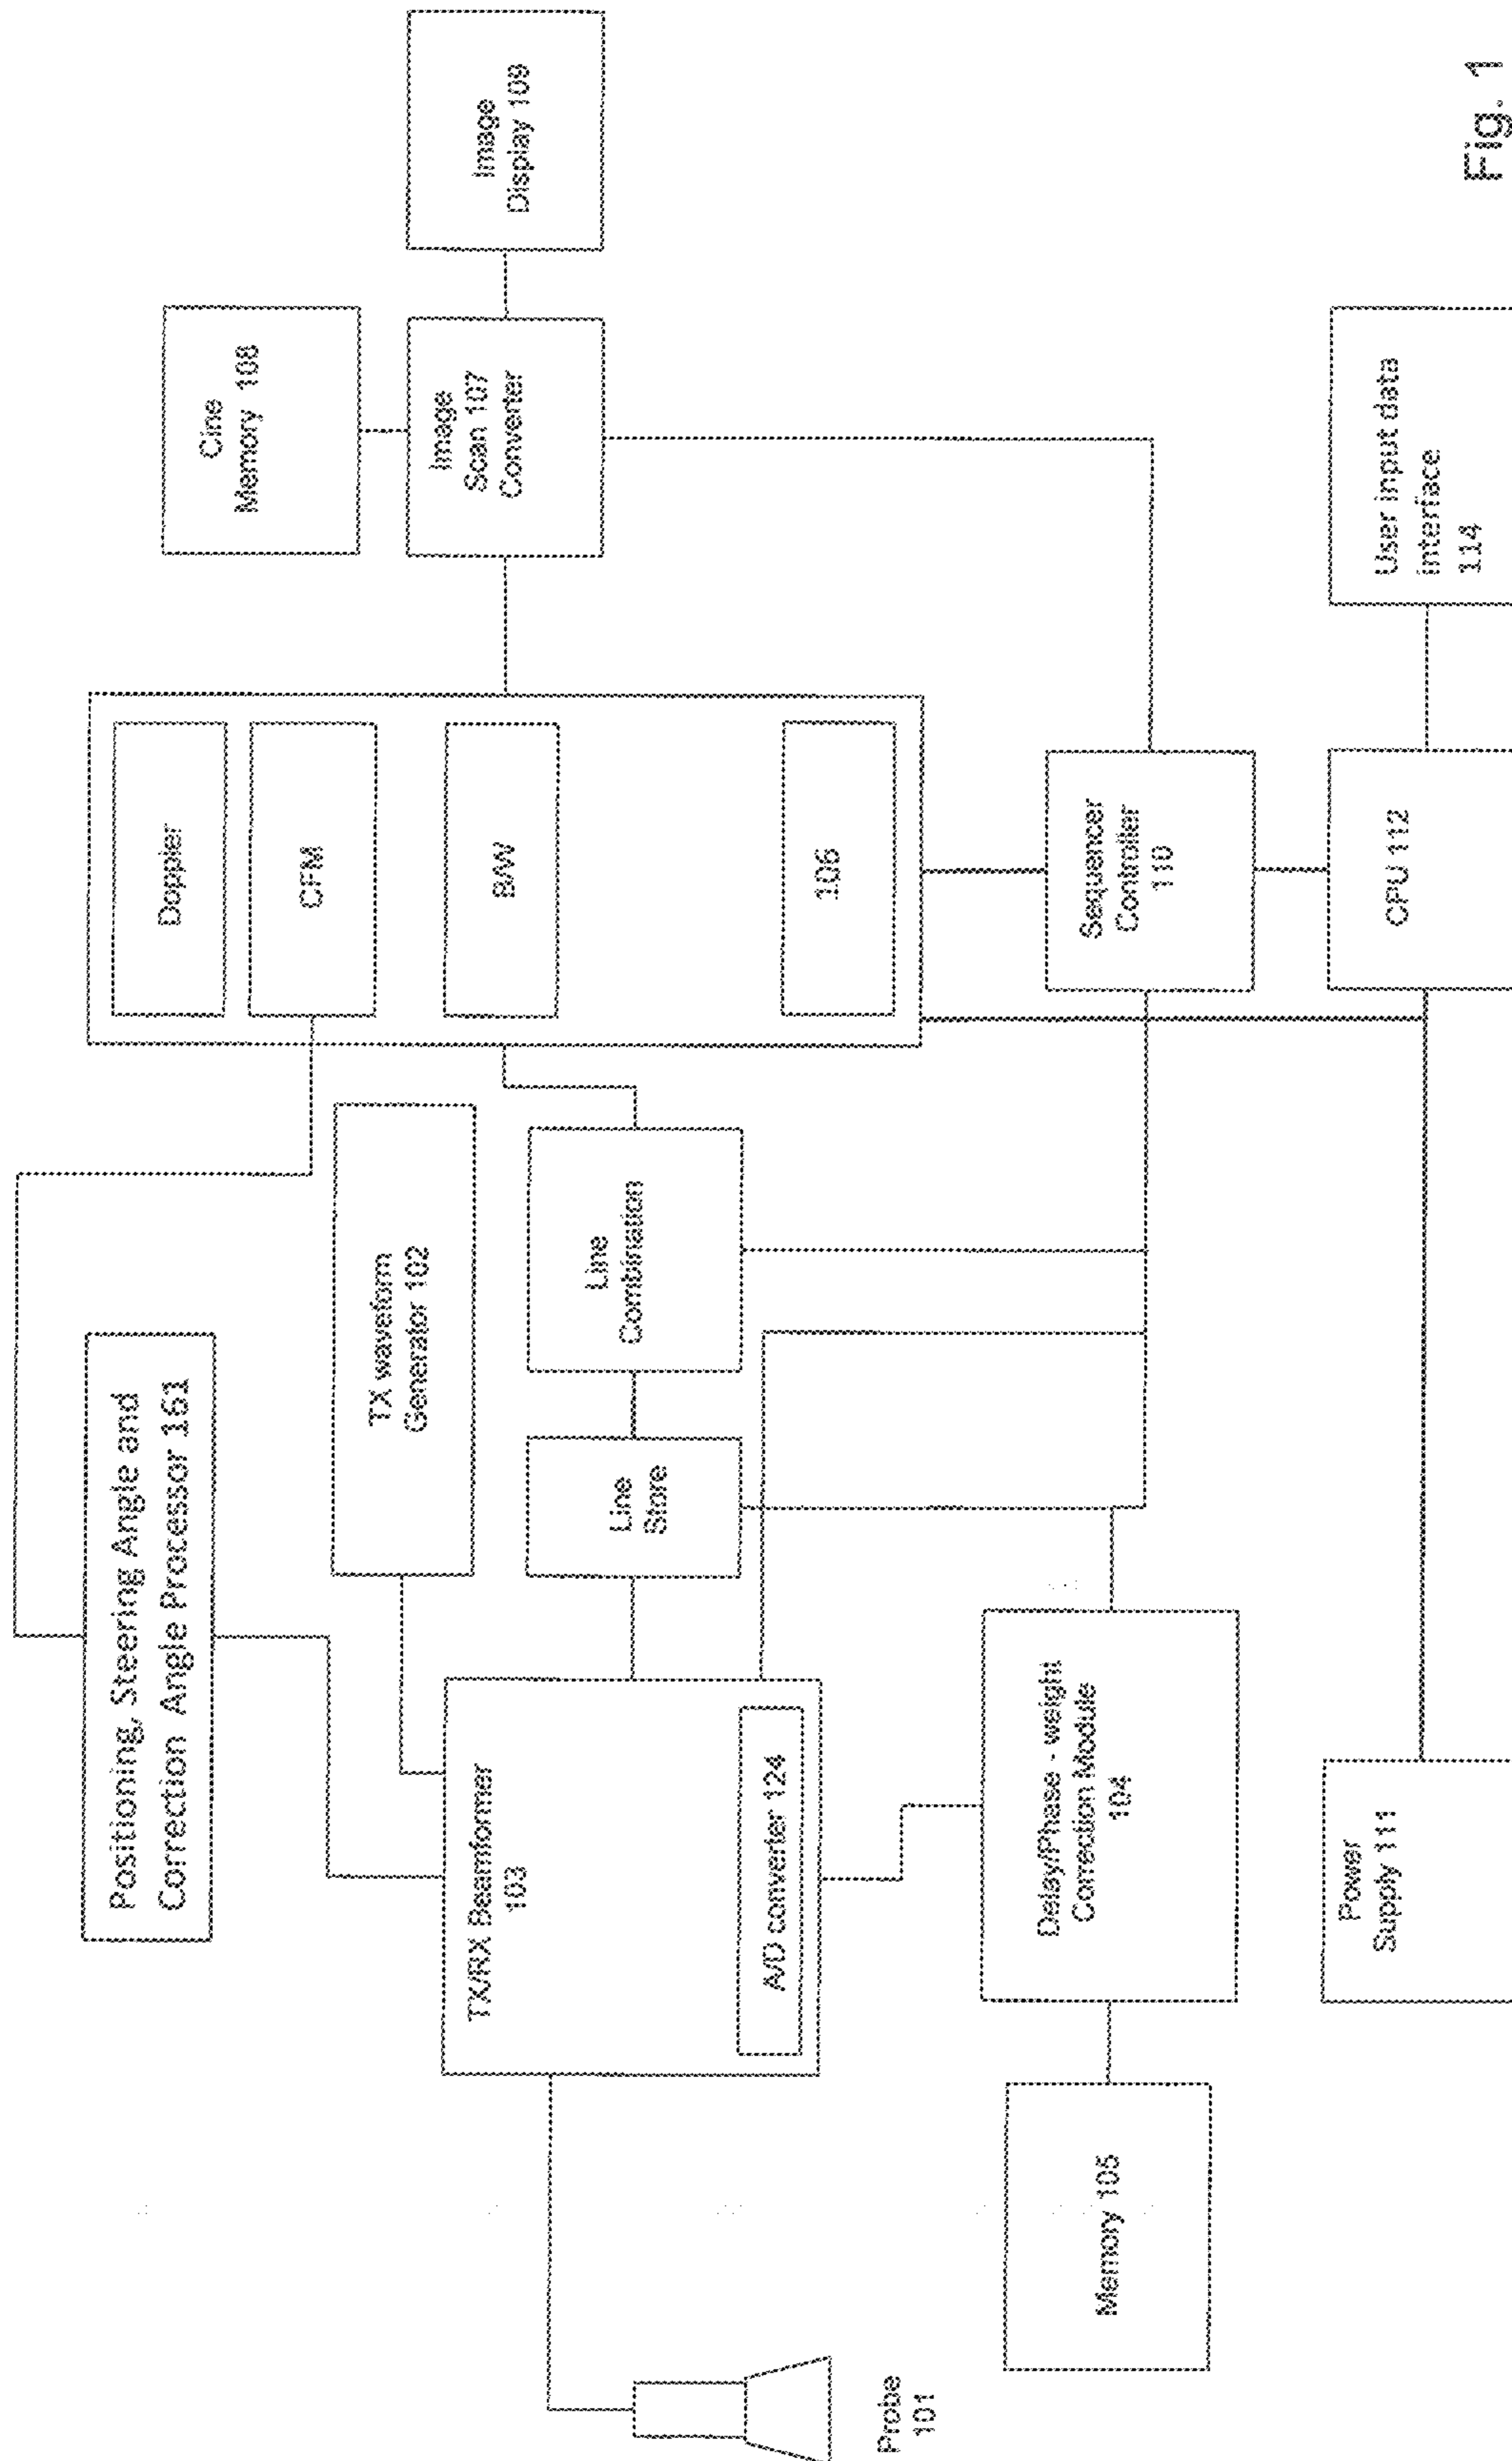 Positioning, Steering Angle and
Correction Angle Processor 161
Doppler
CFM
B/W
106
Cine
Memory 108
Image
Scan 107
Converter
Image
Display 109
TX waveform
Generator 102
TX/RX Beamformer
103
A/D converter 124
Line
Store
Line
Combination
Probe
101
Memory 105
Delay/Phase - weight
Correction Module
104
Sequencer
Controller
110
Power
Supply 111
CPU 112
User input data
interface
114
Fig. 1